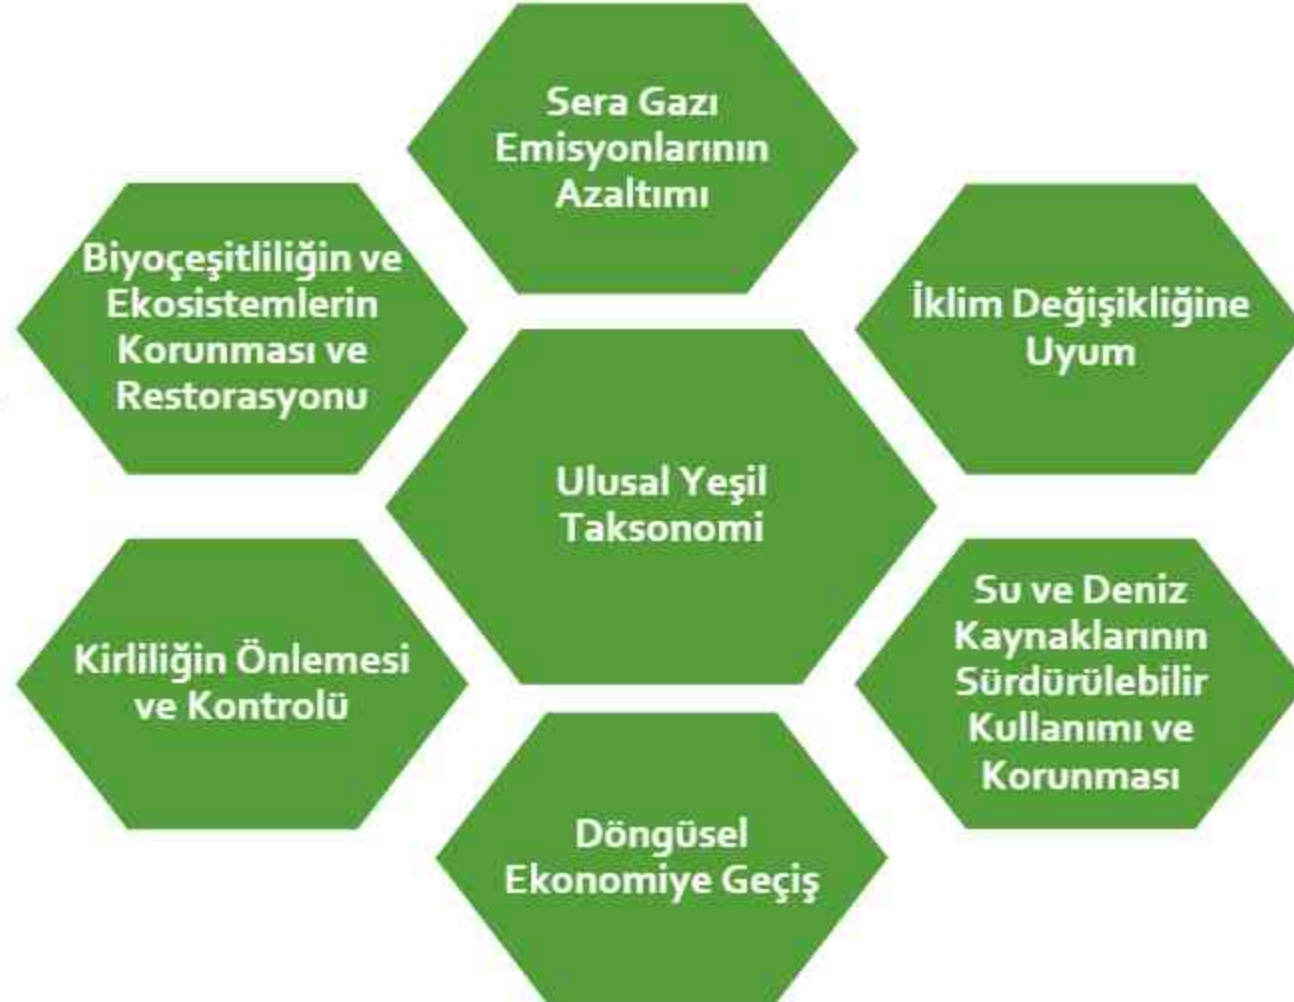 Sera Gazı
Emisyonlarının
Azaltımı
Biyoçeşitliliğin ve
Ekosistemlerin
Korunması ve
Restorasyonu
İklim Değişikliğine
Uyum
Ulusal Yeşil
Taksonomi
Kirliliğin Önlemesi
ve Kontrolü
Su ve Deniz
Kaynaklarının
Sürdürülebilir
Kullanımı ve
Korunması
Döngüsel
Ekonomiye Geçiş